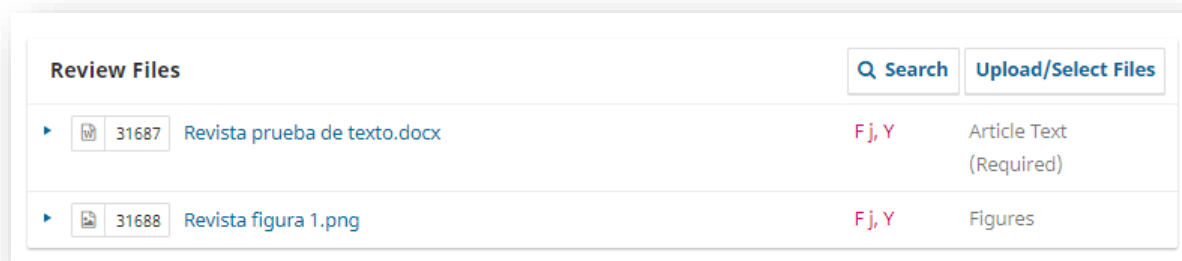 Review Files Search Upload/Select Files
31687 Revista prueba de texto.docx F j, Y Article Text
(Required)
31688 Revista figura 1.png F j, Y Figures